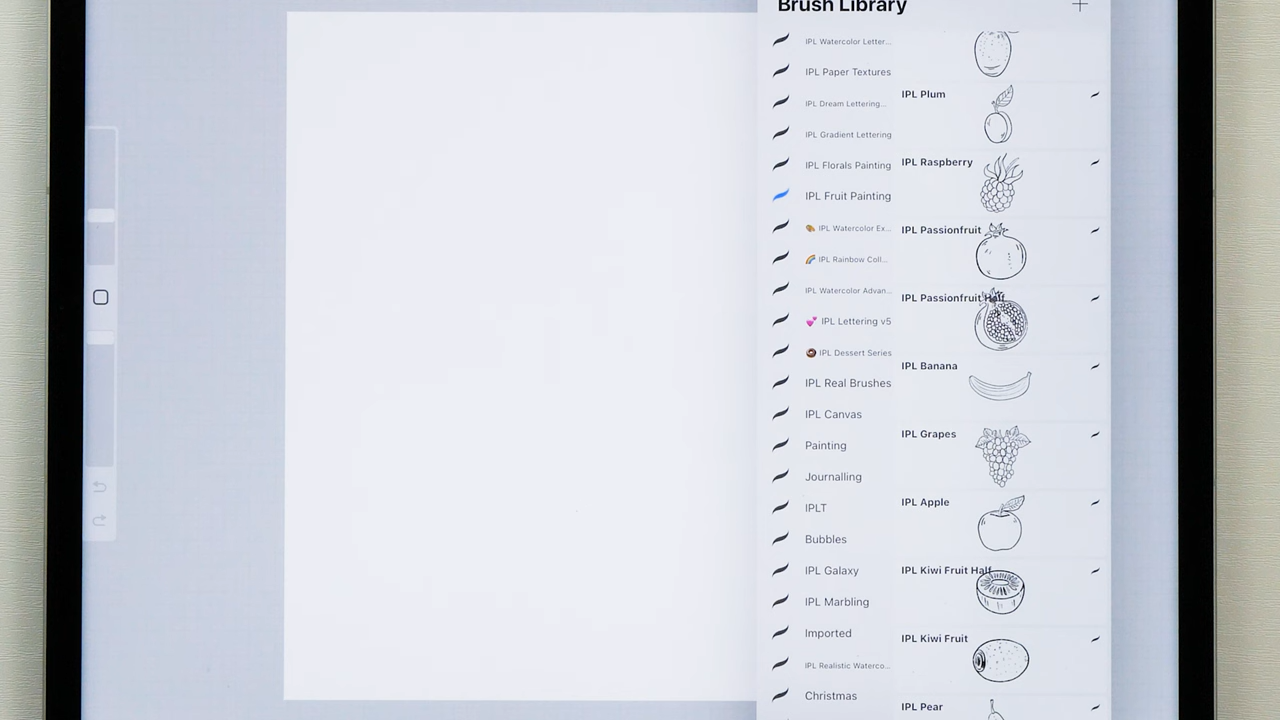 Brush Library
IPL Watercolor Letter...
IPL Paper Textures
IPL Dream Lettering...
IPL Gradient Lettering
IPL Florals Painting
IPL Fruit Painting
IPL Watercolor Ex...
IPL Rainbow Coll...
IPL Watercolor Advan...
IPL Lettering v5
IPL Dessert Series
IPL Real Brushes
IPL Canvas
Painting
Journalling
IPLT
Bubbles
IPL Galaxy
IPL Marbling
Imported
IPL Realistic Waterco...
Christmas
IPL Plum
IPL Raspberry
IPL Passionfruit
IPL Passionfruit Half
IPL Banana
IPL Grapes
IPL Apple
IPL Kiwi Fruit Half
IPL Kiwi Fruit
IPL Pear